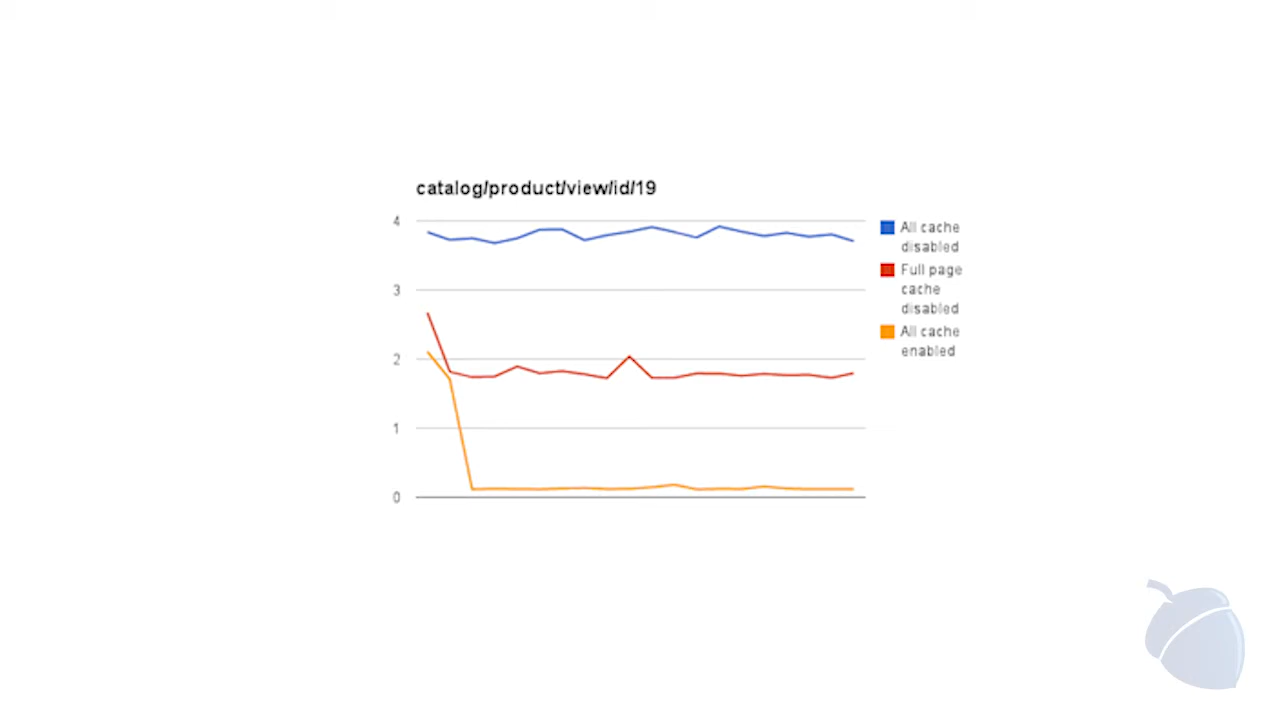 catalog/product/view/id/19
4
3
2
1
0
All cache
disabled
Full page
cache
disabled
All cache
enabled